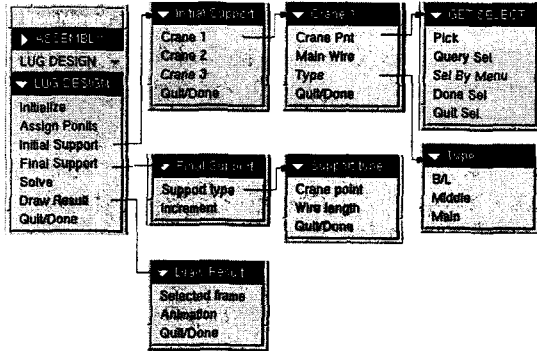 ASSEMBLY
LUG DESIGN
LUG DESIGN
Initialize
Assign Ponits
Initial Support
Final Support
Solve
Draw Result
Quit/Done
Initial Support
Crane 1
Crane 2
Crane 3
Quit/Done
Crane 1
Crane Pnt
Main Wire
Type
Quit/Done
GET SELECT
Pick
Query Sel
Sel By Menu
Done Sel
Quit Sel
Type
B/L
Middle
Main
Final Support
Support type
Increment
Support type
Crane point
Wire length
Quit/Done
Draw Result
Selected frame
Animation
Quit/Done